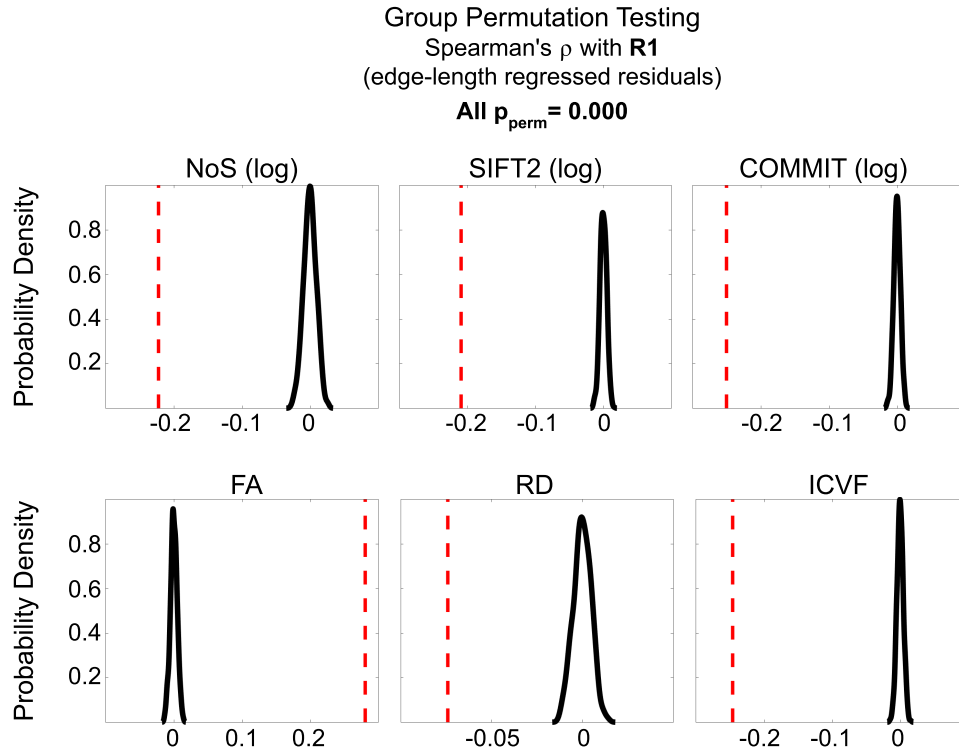 Group Permutation Testing
Spearman's ρ with R1
(edge-length regressed residuals)
All p_perm= 0.000
NoS (log)
SIFT2 (log)
COMMIT (log)
Probability Density
0.8
0.6
0.4
0.2
-0.2 -0.1 0
-0.2 -0.1 0
-0.2 -0.1 0
FA
RD
ICVF
Probability Density
0.8
0.6
0.4
0.2
0 0.1 0.2
-0.05 0
-0.2 -0.1 0